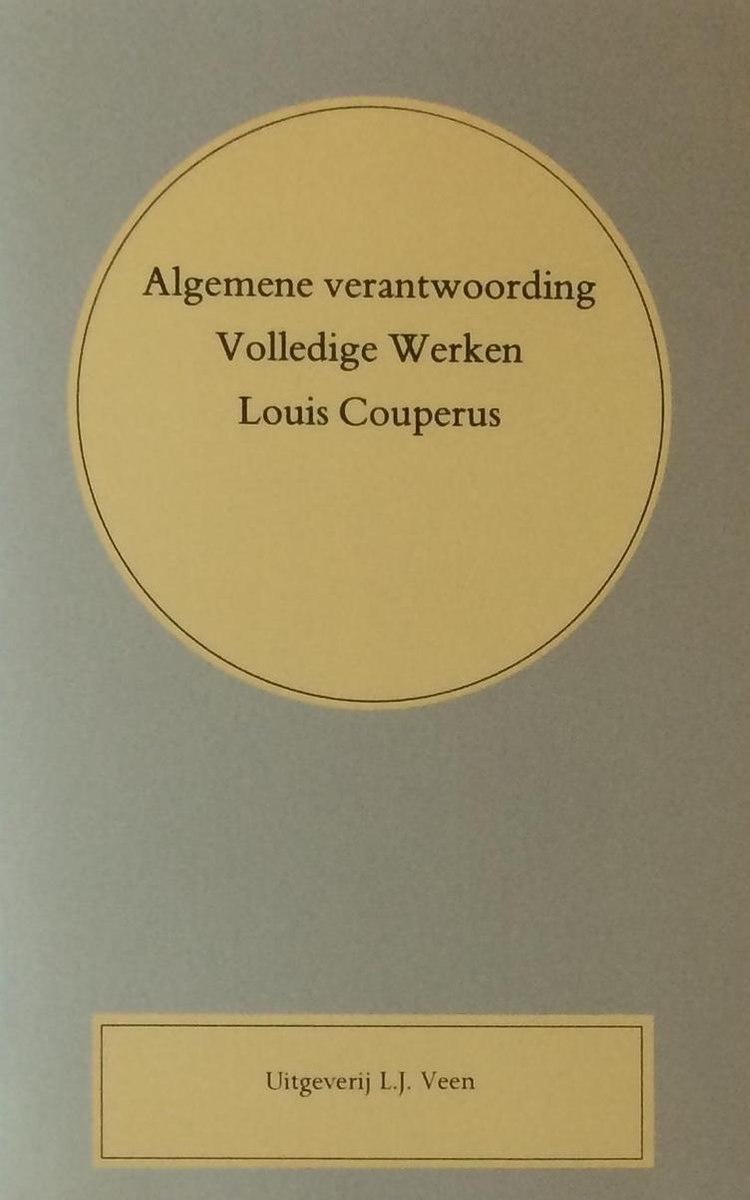 Algemene verantwoording
Volledige Werken
Louis Couperus
Uitgeverij L.J. Veen